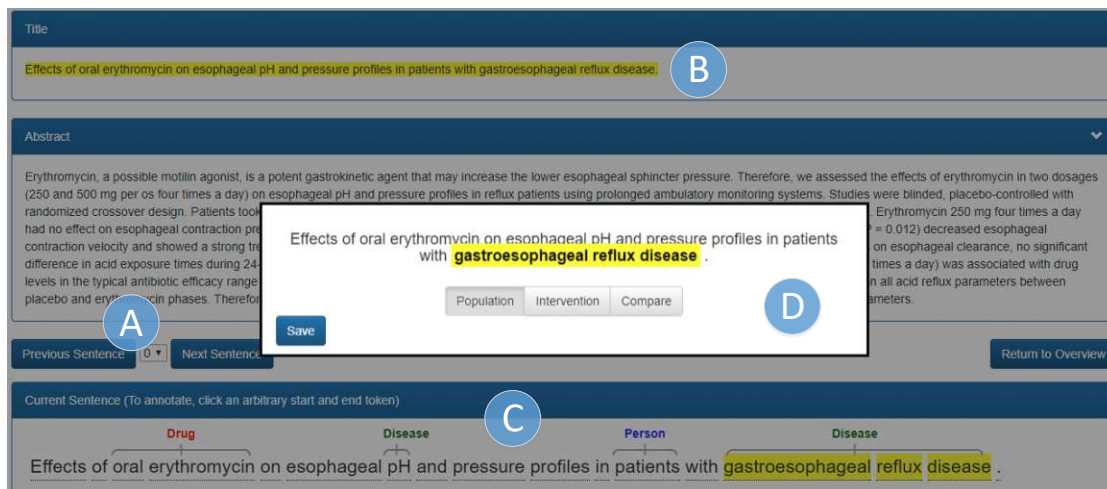 Title
Effects of oral erythromycin on esophageal pH and pressure profiles in patients with gastroesophageal reflux disease.
B
Abstract
Erythromycin, a possible motilin agonist, is a potent gastrokinetic agent that may increase the lower esophageal sphincter pressure. Therefore, we assessed the effects of erythromycin in two dosages
(250 and 500 mg per os four times a day) on esophageal pH and pressure profiles in reflux patients using prolonged ambulatory monitoring systems. Studies were blinded, placebo-controlled with
randomized crossover design. Patients took . Erythromycin 250 mg four times a day
had no effect on esophageal contraction = 0.012) decreased esophageal
contraction velocity and showed a strong on esophageal clearance, no significant
difference in acid exposure times during 24- times a day) was associated with drug
levels in the typical antibiotic efficacy range all acid reflux parameters between
placebo and erythromycin phases.
Effects of oral erythromycin on esophageal pH and pressure profiles in patients
with gastroesophageal reflux disease .
Population Intervention Compare
D
Save
A
Previous Sentence 0 Next Sentence Return to Overview
Current Sentence (To annotate, click an arbitrary start and end token)
C
Drug Disease Person Disease
Effects of oral erythromycin on esophageal pH and pressure profiles in patients with gastroesophageal reflux disease .